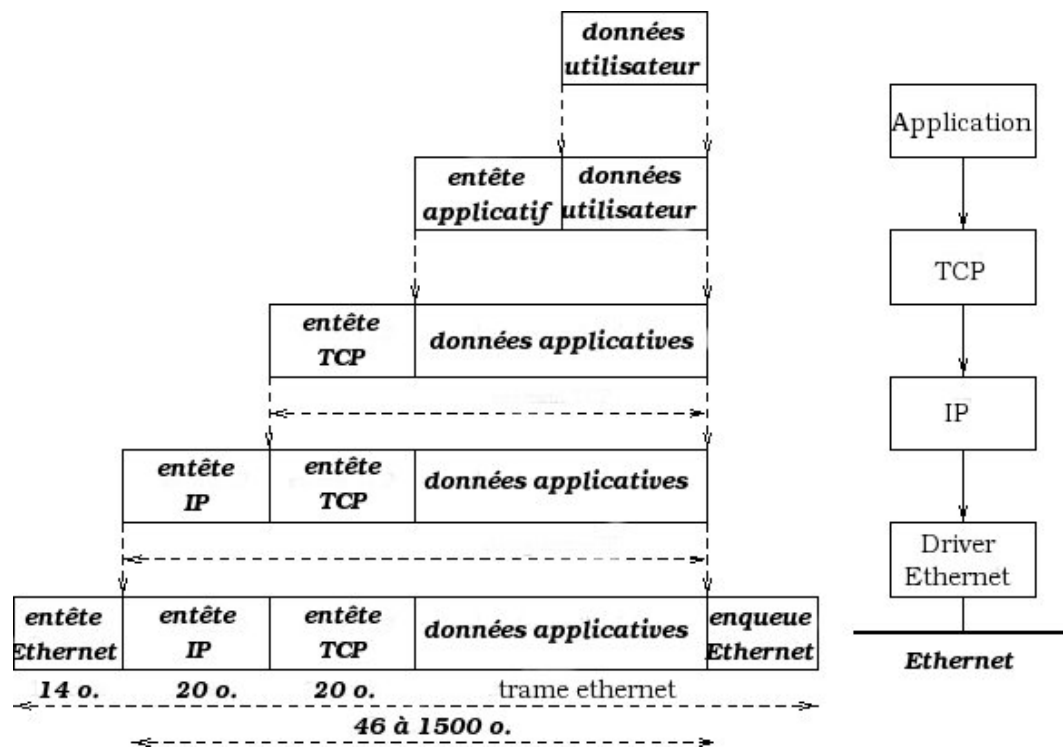 données
utilisateur
Application
entête
applicatif
données
utilisateur
TCP
entête
TCP
données applicatives
IP
entête
IP
entête
TCP
données applicatives
Driver
Ethernet
entête
Ethernet
entête
IP
entête
TCP
données applicatives
enqueue
Ethernet
Ethernet
14 o.
20 o.
20 o.
trame ethernet
46 à 1500 o.